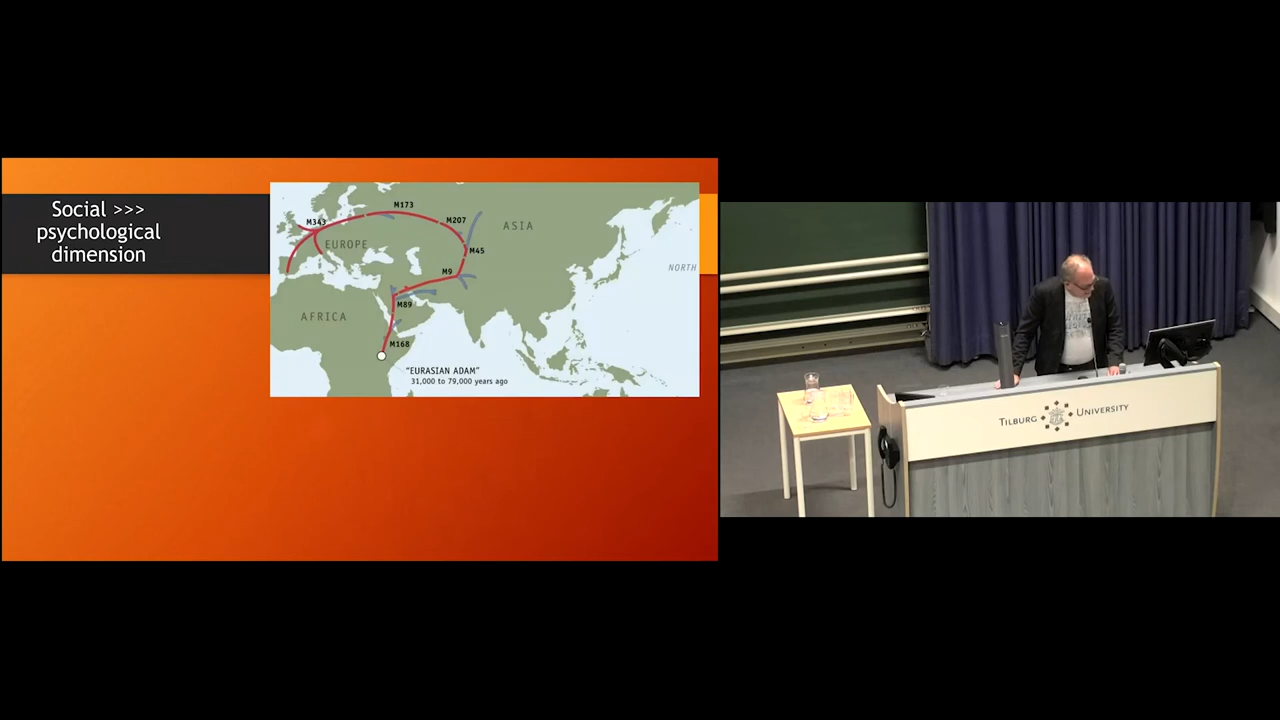 Social >>>
psychological
dimension
M343
M173
M207
ASIA
EUROPE
M45
M9
NORTH
M89
AFRICA
M168
"EURASIAN ADAM"
31,000 to 79,000 years ago
TILBURG UNIVERSITY